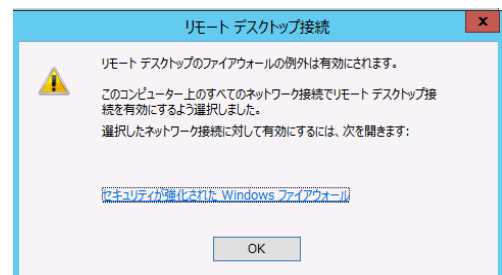 リモート デスクトップ接続
x
リモート デスクトップのファイアウォールの例外は有効にされます。
このコンピューター上のすべてのネットワーク接続でリモート デスクトップ接
続を有効にするよう選択しました。
選択したネットワーク接続に対して有効にするには、次を開きます:
セキュリティが強化された Windows ファイアウォール
OK